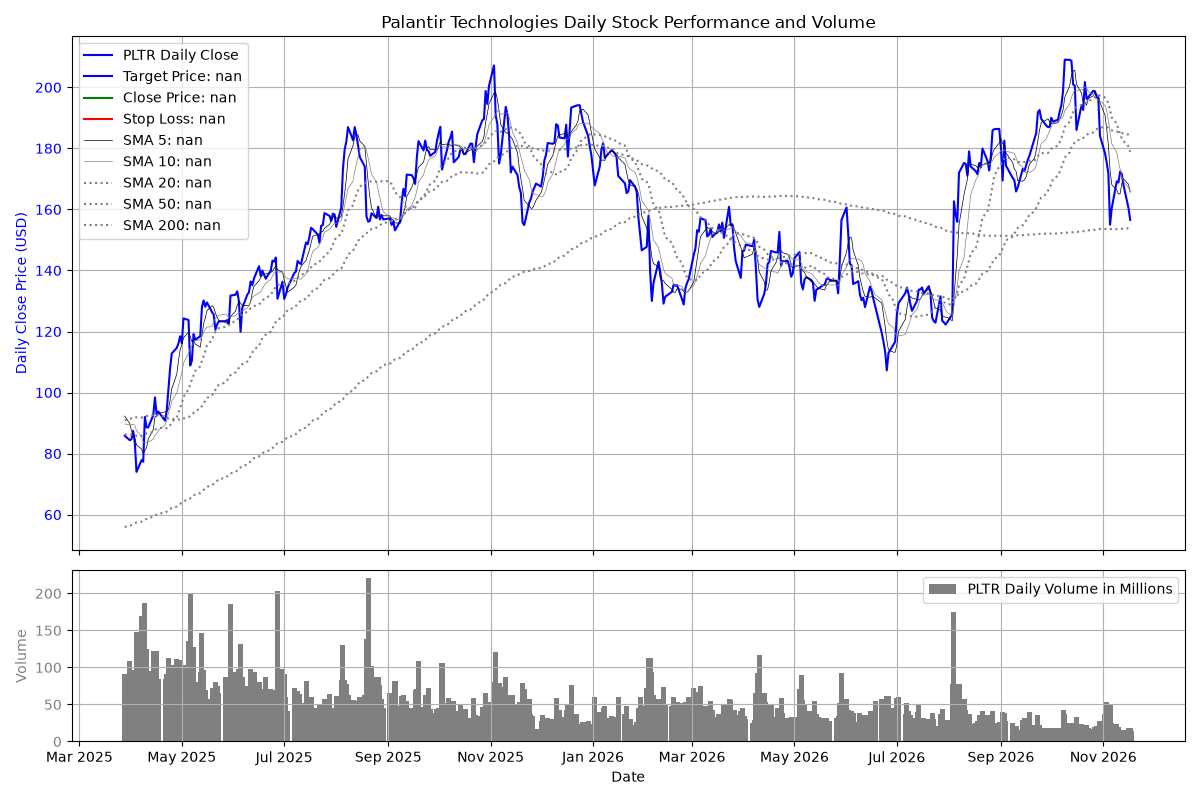 Palantir Technologies Daily Stock Performance and Volume
PLTR Daily Close
Target Price: nan
Close Price: nan
Stop Loss: nan
SMA 5: nan
SMA 10: nan
SMA 20: nan
SMA 50: nan
SMA 200: nan
Daily Close Price (USD)
200
180
160
140
120
100
80
60
PLTR Daily Volume in Millions
Volume
200
150
100
50
0
Mar 2025 May 2025 Jul 2025 Sep 2025 Nov 2025 Jan 2026 Mar 2026 May 2026 Jul 2026 Sep 2026 Nov 2026
Date